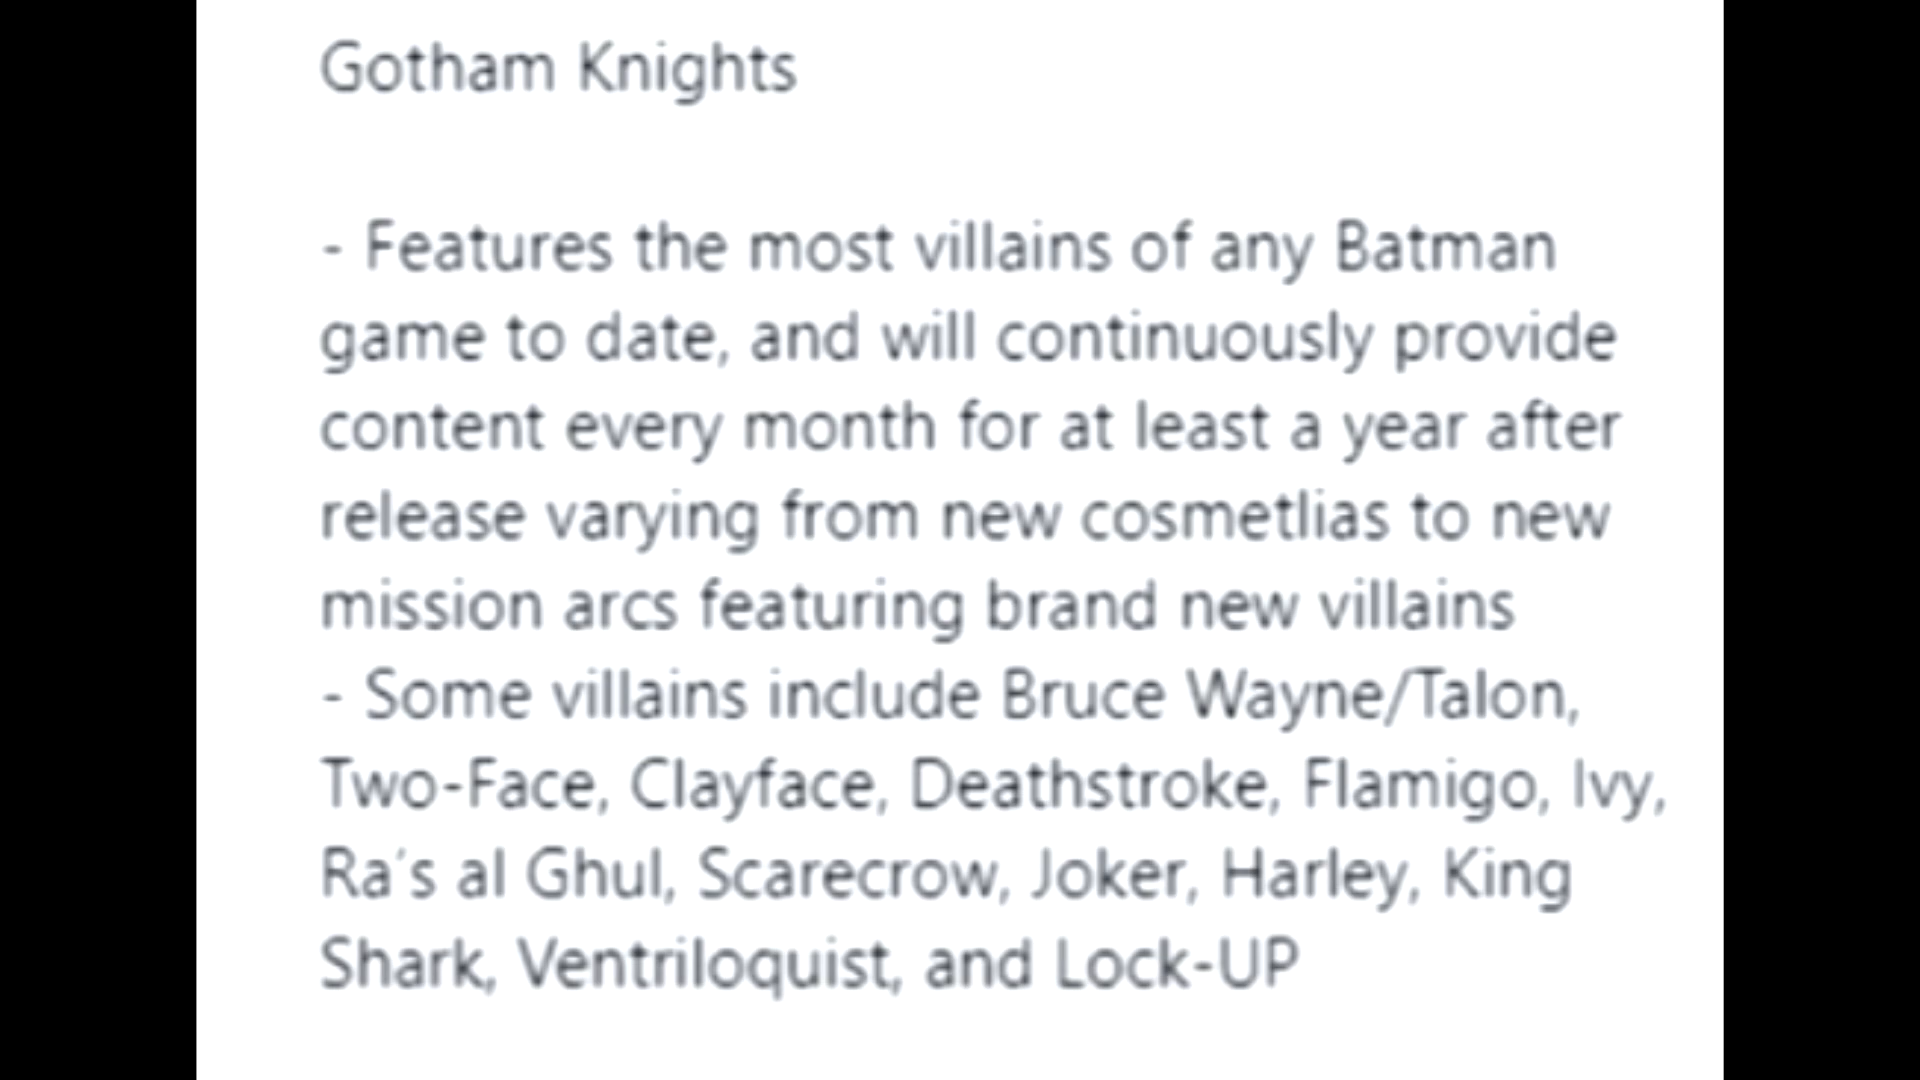 Gotham Knights
- Features the most villains of any Batman
game to date, and will continuously provide
content every month for at least a year after
release varying from new cosmetlias to new
mission arcs featuring brand new villains
- Some villains include Bruce Wayne/Talon,
Two-Face, Clayface, Deathstroke, Flamigo, Ivy,
Ra's al Ghul, Scarecrow, Joker, Harley, King
Shark, Ventriloquist, and Lock-UP